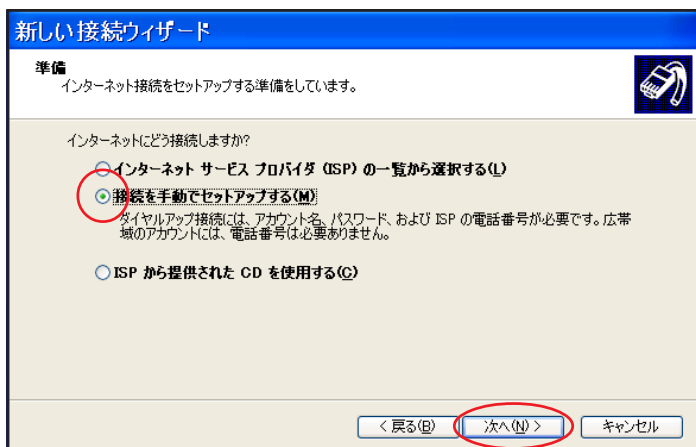 新しい接続ウィザード
準備
インターネット接続をセットアップする準備をしています。
インターネットにどう接続しますか?
インターネット サービス プロバイダ (ISP) の一覧から選択する(L)
接続を手動でセットアップする(M)
ダイヤルアップ接続には、アカウント名、パスワード、および ISP の電話番号が必要です。広帯
域のアカウントには、電話番号は必要ありません。
ISP から提供された CD を使用する(C)
< 戻る(B) 次へ(N) > キャンセル